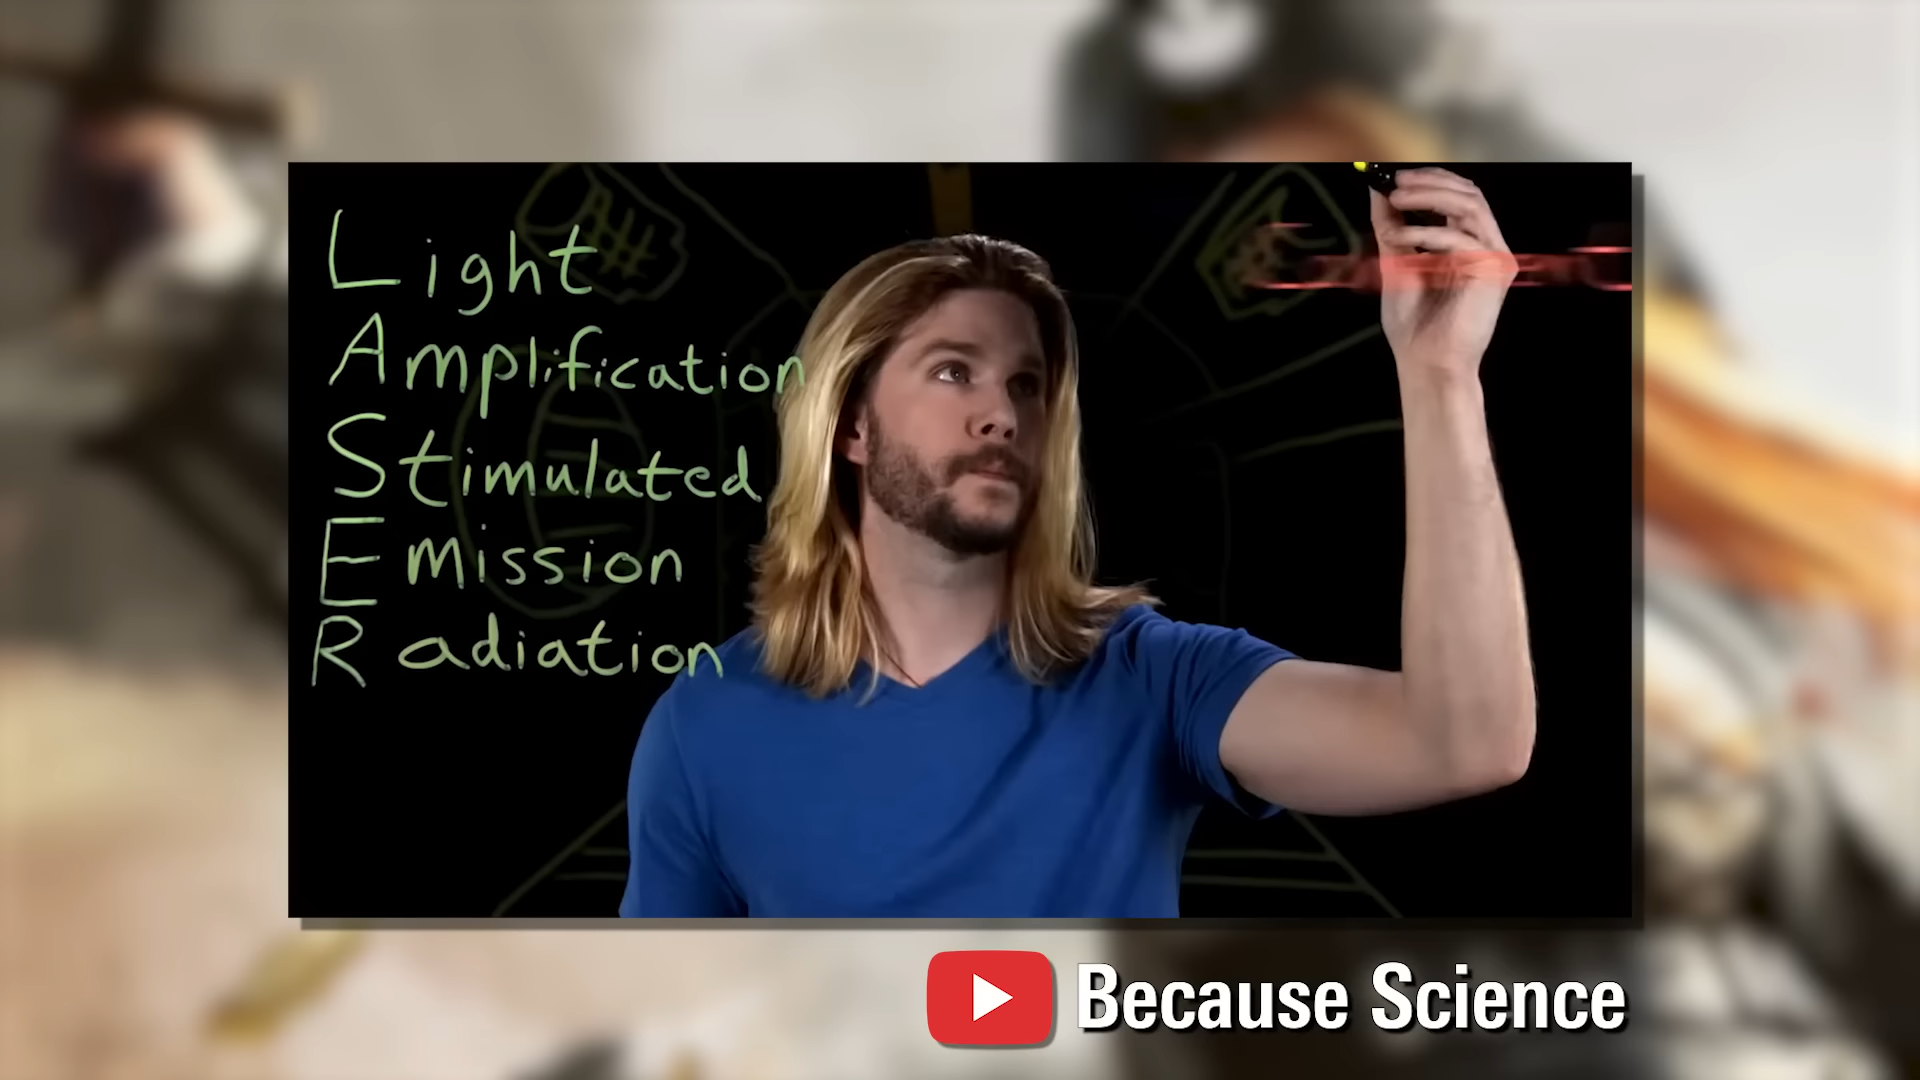 Light
Amplification
Stimulated
Emission
Radiation
Because Science